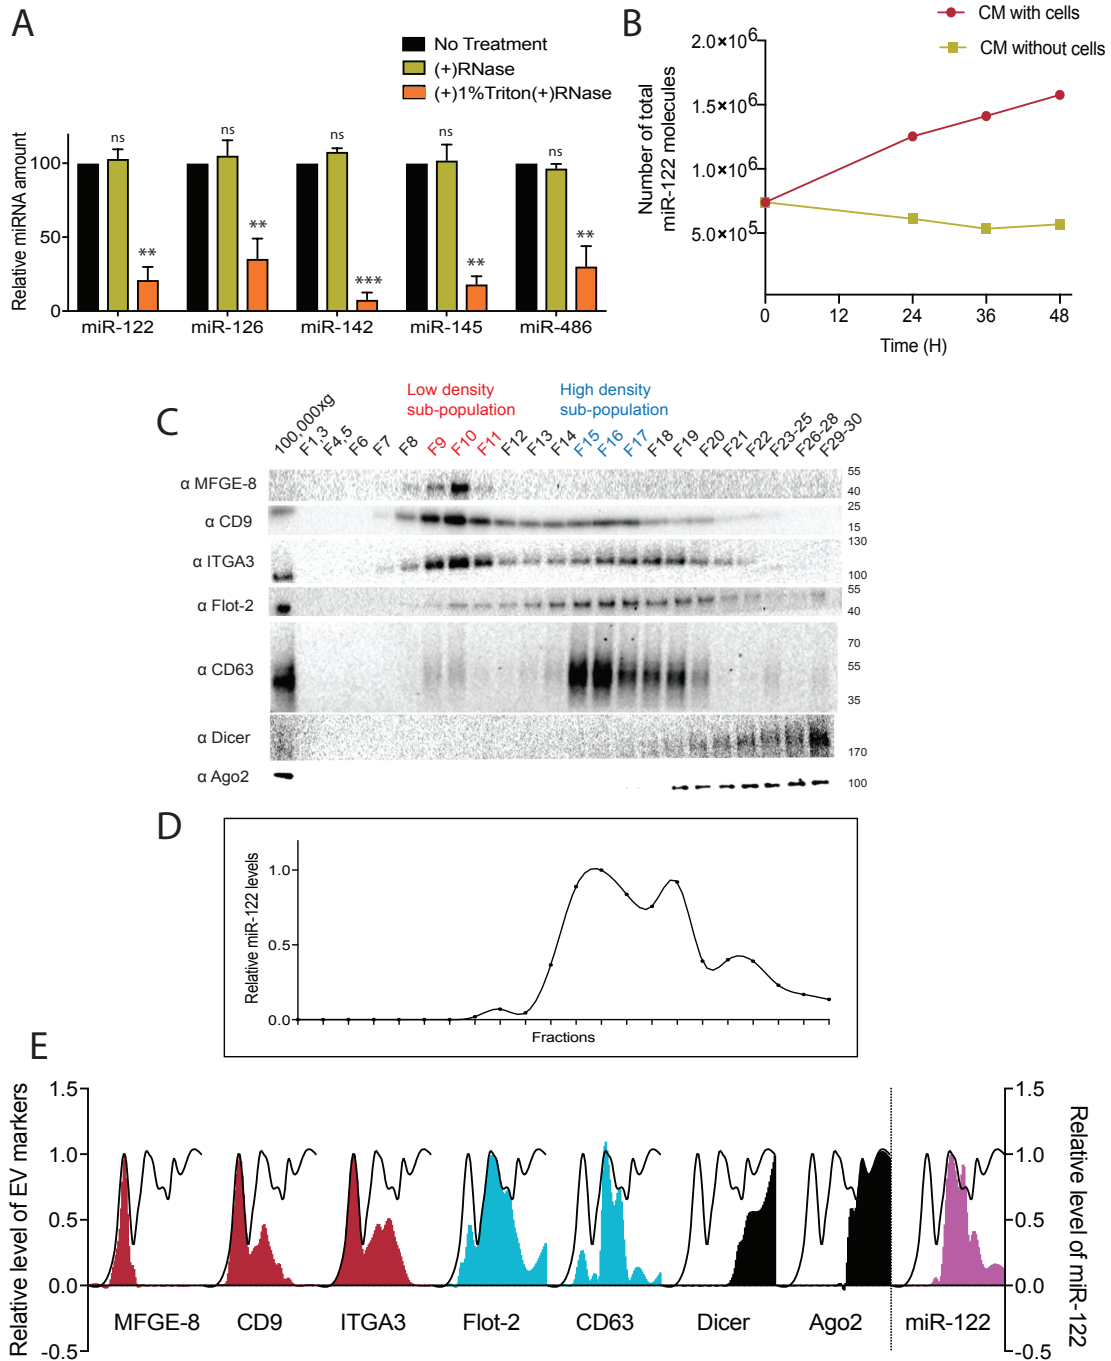 A
No Treatment
(+)RNase
(+)1%Triton(+)RNase
Relative miRNA amount
100
50
0
ns
**
ns
**
ns
***
ns
**
ns
**
miR-122
miR-126
miR-142
miR-145
miR-486
B
CM with cells
CM without cells
Number of total
miR-122 molecules
2.0×10⁶
1.5×10⁶
1.0×10⁶
5.0×10⁵
0
12
24
36
48
Time (H)
C
Low density
sub-population
High density
sub-population
100,000xg
F1,3
F4,5
F6
F7
F8
F9
F10
F11
F12
F13
F14
F15
F16
F17
F18
F19
F20
F21
F22
F23-25
F26-28
F29-30
α MFGE-8
55
40
α CD9
25
15
α ITGA3
130
100
α Flot-2
55
40
α CD63
70
55
35
α Dicer
170
α Ago2
100
D
Relative miR-122 levels
1.0
0.5
0.0
Fractions
E
Relative level of EV markers
1.5
1.0
0.5
0.0
-0.5
MFGE-8
CD9
ITGA3
Flot-2
CD63
Dicer
Ago2
miR-122
1.5
1.0
0.5
0.0
-0.5
Relative level of miR-122